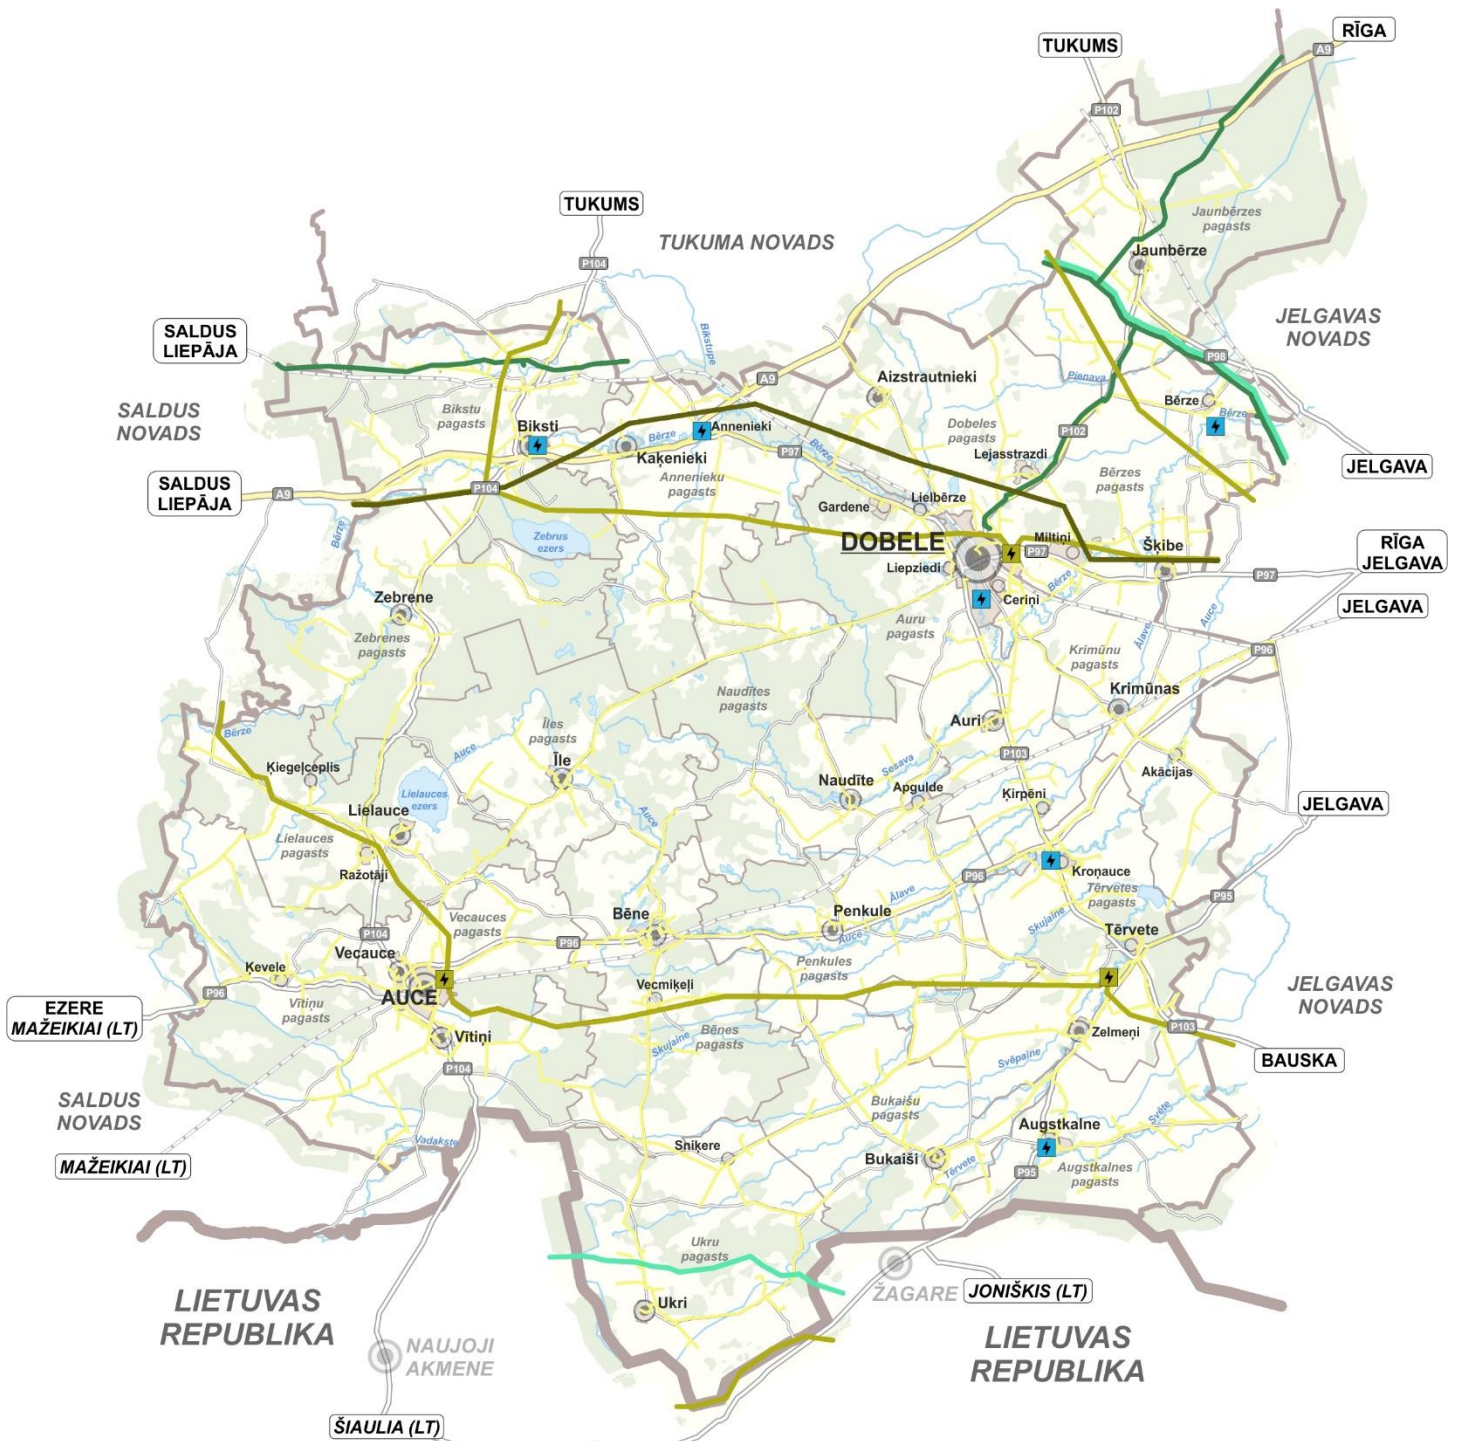 RĪGA
TUKUMS
A9
P102
TUKUMS
TUKUMA NOVADS
Jaunbērzes
pagasts
Jaunbērze
P104
JELGAVAS
NOVADS
SALDUS
LIEPĀJA
Bikstupe
P98
Pienava
A9
Aizstrautnieki
SALDUS
NOVADS
Bikstu
pagasts
Bērze
Bērze
Biksti
Bērze
Annenieki
Dobeles
pagasts
P102
Kaķenieki
P97
Bērze
Lejasstrazdi
JELGAVA
Annenieku
pagasts
Bērzes
pagasts
SALDUS
LIEPĀJA
A9
P104
Gardene
Lielbērze
Bērze
Zebrus
ezers
DOBELE
Miltiņi
P97
Šķibe
RĪGA
JELGAVA
Liepziedi
P97
Bērze
Ceriņi
Zebrene
JELGAVA
Auce
Auru
pagasts
Zebrenes
pagasts
Ālave
Krimūnu
pagasts
P96
Naudītes
pagasts
Krimūnas
Auri
Bērze
Īles
pagasts
Auce
P103
Īle
Ķiegeļceplis
Sesava
Akācijas
Naudīte
Apgulde
Ķirpēni
Lielauces
ezers
Lielauce
Auce
JELGAVA
Lielauces
pagasts
Ražotāji
Kroņauce
P96
Tērvetes
pagasts
P95
Ālave
Vecauces
pagasts
Bēne
Penkule
Skujaine
Tērvete
P104
P96
Auce
Vecauce
Penkules
pagasts
Ķevele
P96
Vītiņu
pagasts
AUCE
Vecmiķeļi
JELGAVAS
NOVADS
EZERE
MAŽEIKIAI (LT)
Vītiņi
Skujaine
Bēnes
pagasts
Zelmeņi
P103
Svēpaine
BAUSKA
P104
SALDUS
NOVADS
Bukaišu
pagasts
Svēte
Augstkalne
Vadakste
Sniķere
MAŽEIKIAI (LT)
Bukaiši
Tērvete
P95
Augstkalnes
pagasts
Ukru
pagasts
ŽAGARE
JONIŠKIS (LT)
LIETUVAS
REPUBLIKA
Ukri
LIETUVAS
REPUBLIKA
NAUJOJI
AKMENE
ŠIAULIA (LT)